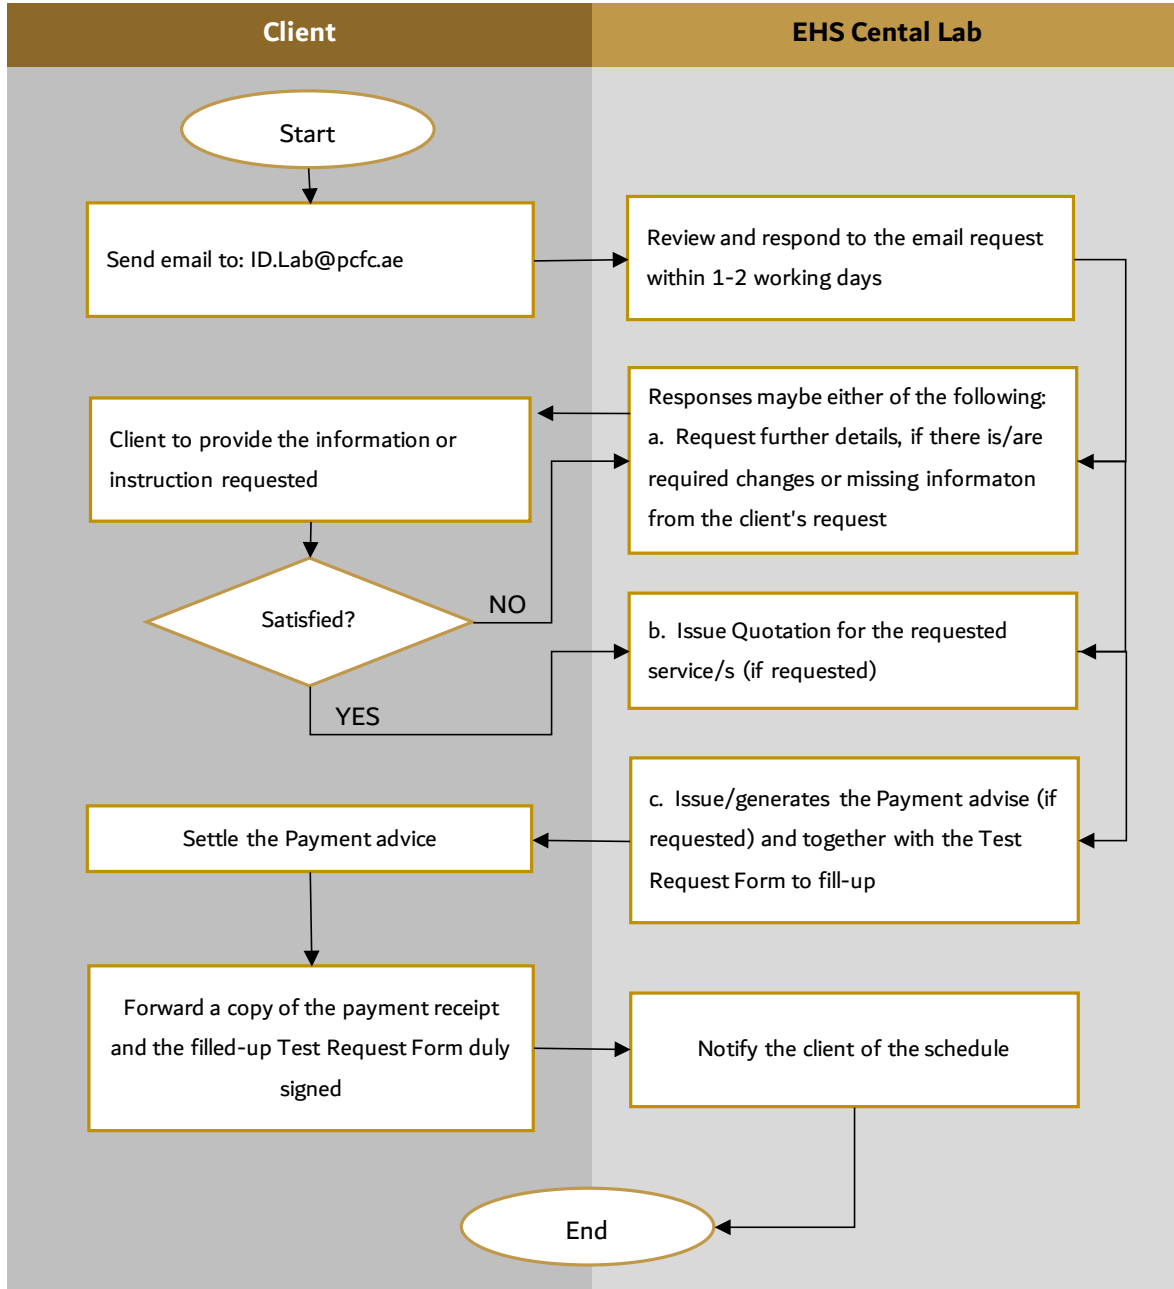 Client
EHS Cental Lab
Start
Send email to: ID.Lab@pcfc.ae
Review and respond to the email request
within 1-2 working days
Responses maybe either of the following:
a. Request further details, if there is/are
required changes or missing informaton
from the client's request
Client to provide the information or
instruction requested
Satisfied?
NO
YES
b. Issue Quotation for the requested
service/s (if requested)
c. Issue/generates the Payment advise (if
requested) and together with the Test
Request Form to fill-up
Settle the Payment advice
Forward a copy of the payment receipt
and the filled-up Test Request Form duly
signed
Notify the client of the schedule
End